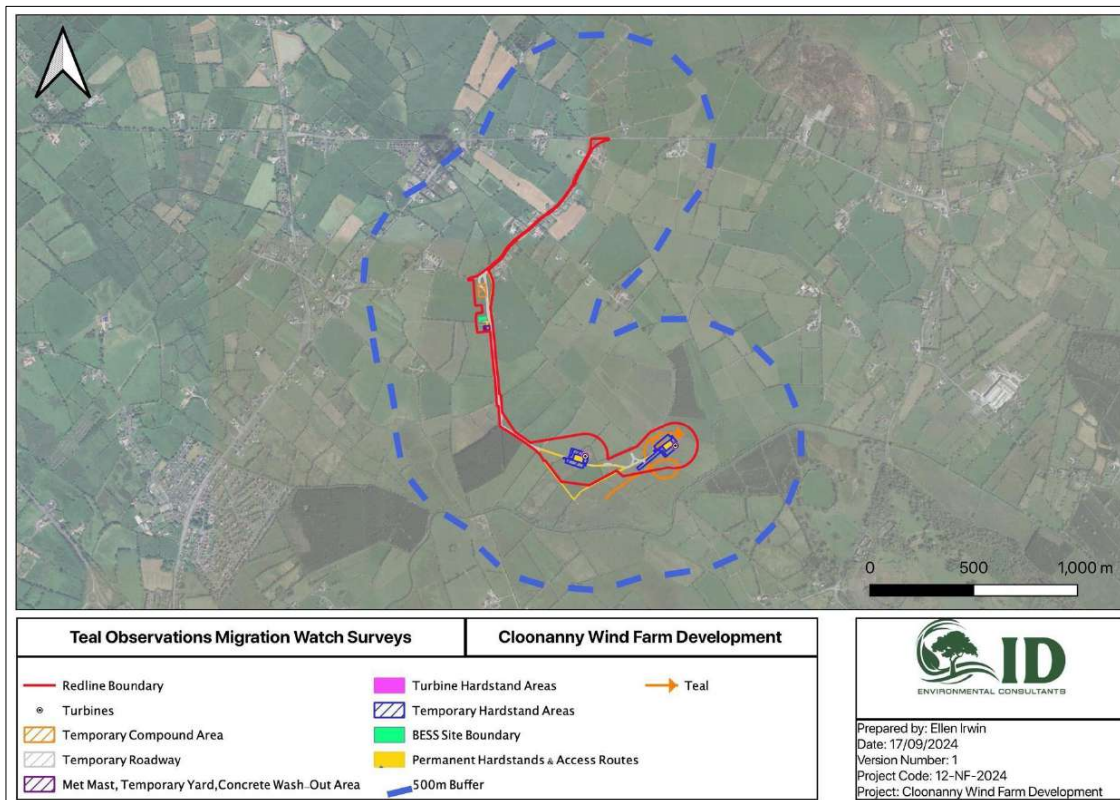 0 500 1,000 m
Teal Observations Migration Watch Surveys
Cloonanny Wind Farm Development
Redline Boundary
Turbines
Temporary Compound Area
Temporary Roadway
Met Mast, Temporary Yard,Concrete Wash-Out Area
Turbine Hardstand Areas
Temporary Hardstand Areas
BESS Site Boundary
Permanent Hardstands & Access Routes
500m Buffer
Teal
ID
ENVIRONMENTAL CONSULTANTS
Prepared by: Ellen Irwin
Date: 17/09/2024
Version Number: 1
Project Code: 12-NF-2024
Project: Cloonanny Wind Farm Development